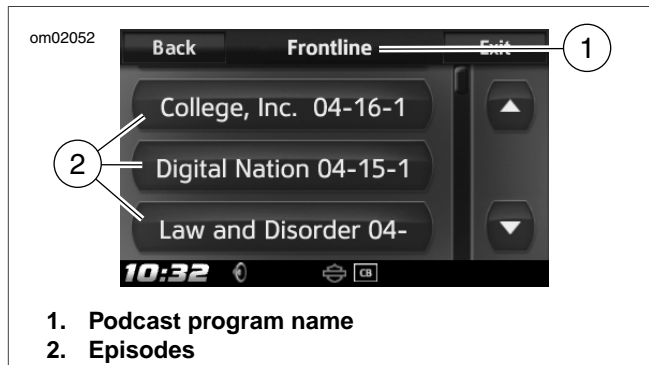 om02052
Back Frontline Exit 1
College, Inc. 04-16-1
2
Digital Nation 04-15-1
Law and Disorder 04-
10:32 CB
1. Podcast program name
2. Episodes